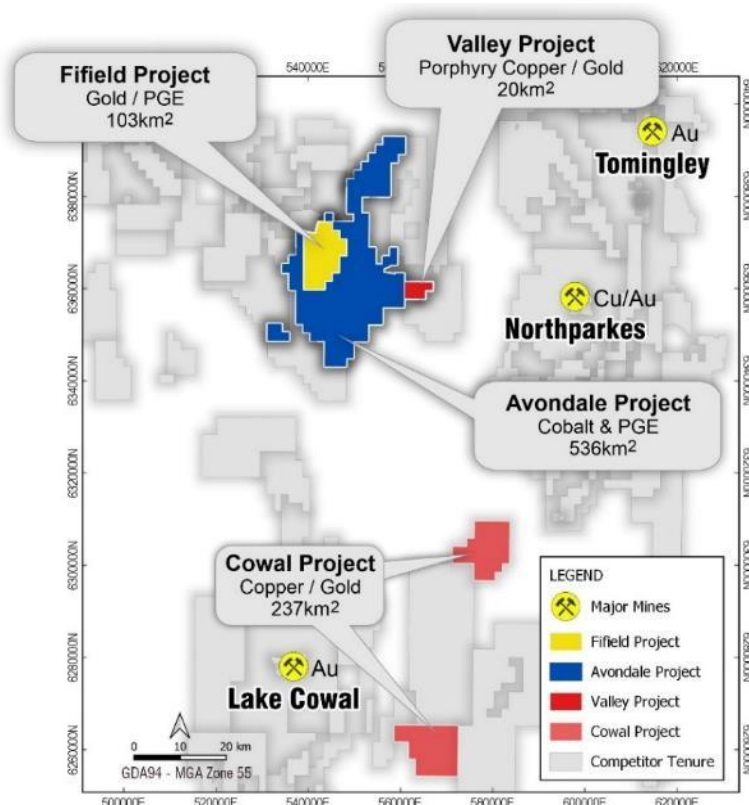 Valley Project
Porphyry Copper / Gold
20km²
Fifield Project
Gold / PGE
103km²
540000E
620000E
6380000N
6360000N
6340000N
6300000N
6280000N
6260000N
Au
Tomingley
Cu/Au
Northparkes
Avondale Project
Cobalt & PGE
536km²
Cowal Project
Copper / Gold
237km²
Au
Lake Cowal
LEGEND
Major Mines
Fifield Project
Avondale Project
Valley Project
Cowal Project
Competitor Tenure
0 10 20 km
GDA94 - MGA Zone 55
500000E
520000E
540000E
560000E
580000E
600000E